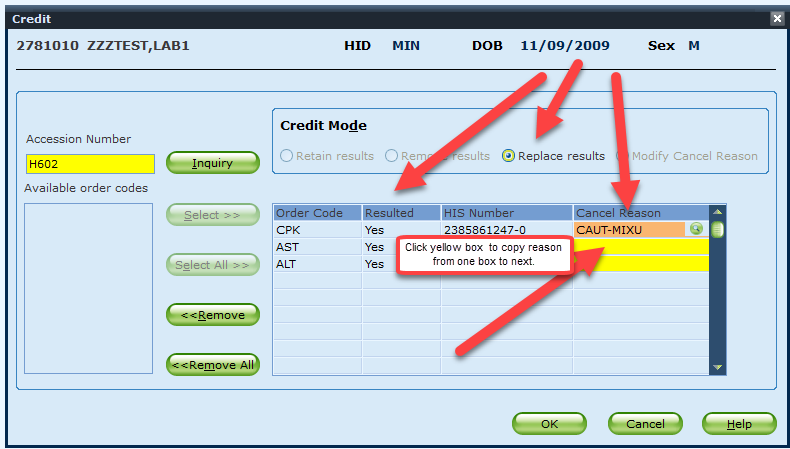 Credit
2781010 ZZZTEST,LAB1 HID MIN DOB 11/09/2009 Sex M
Credit Mode
Accession Number
Retain results Remove results Replace results Modify Cancel Reason
H602 Inquiry
Available order codes
Select >>
Order Code Resulted HIS Number Cancel Reason
CPK Yes 2385861247-0 CAUT-MIXU
AST Yes
Click yellow box to copy reason
from one box to next.
ALT Yes
Select All >>
<<Remove
<<Remove All
OK Cancel Help